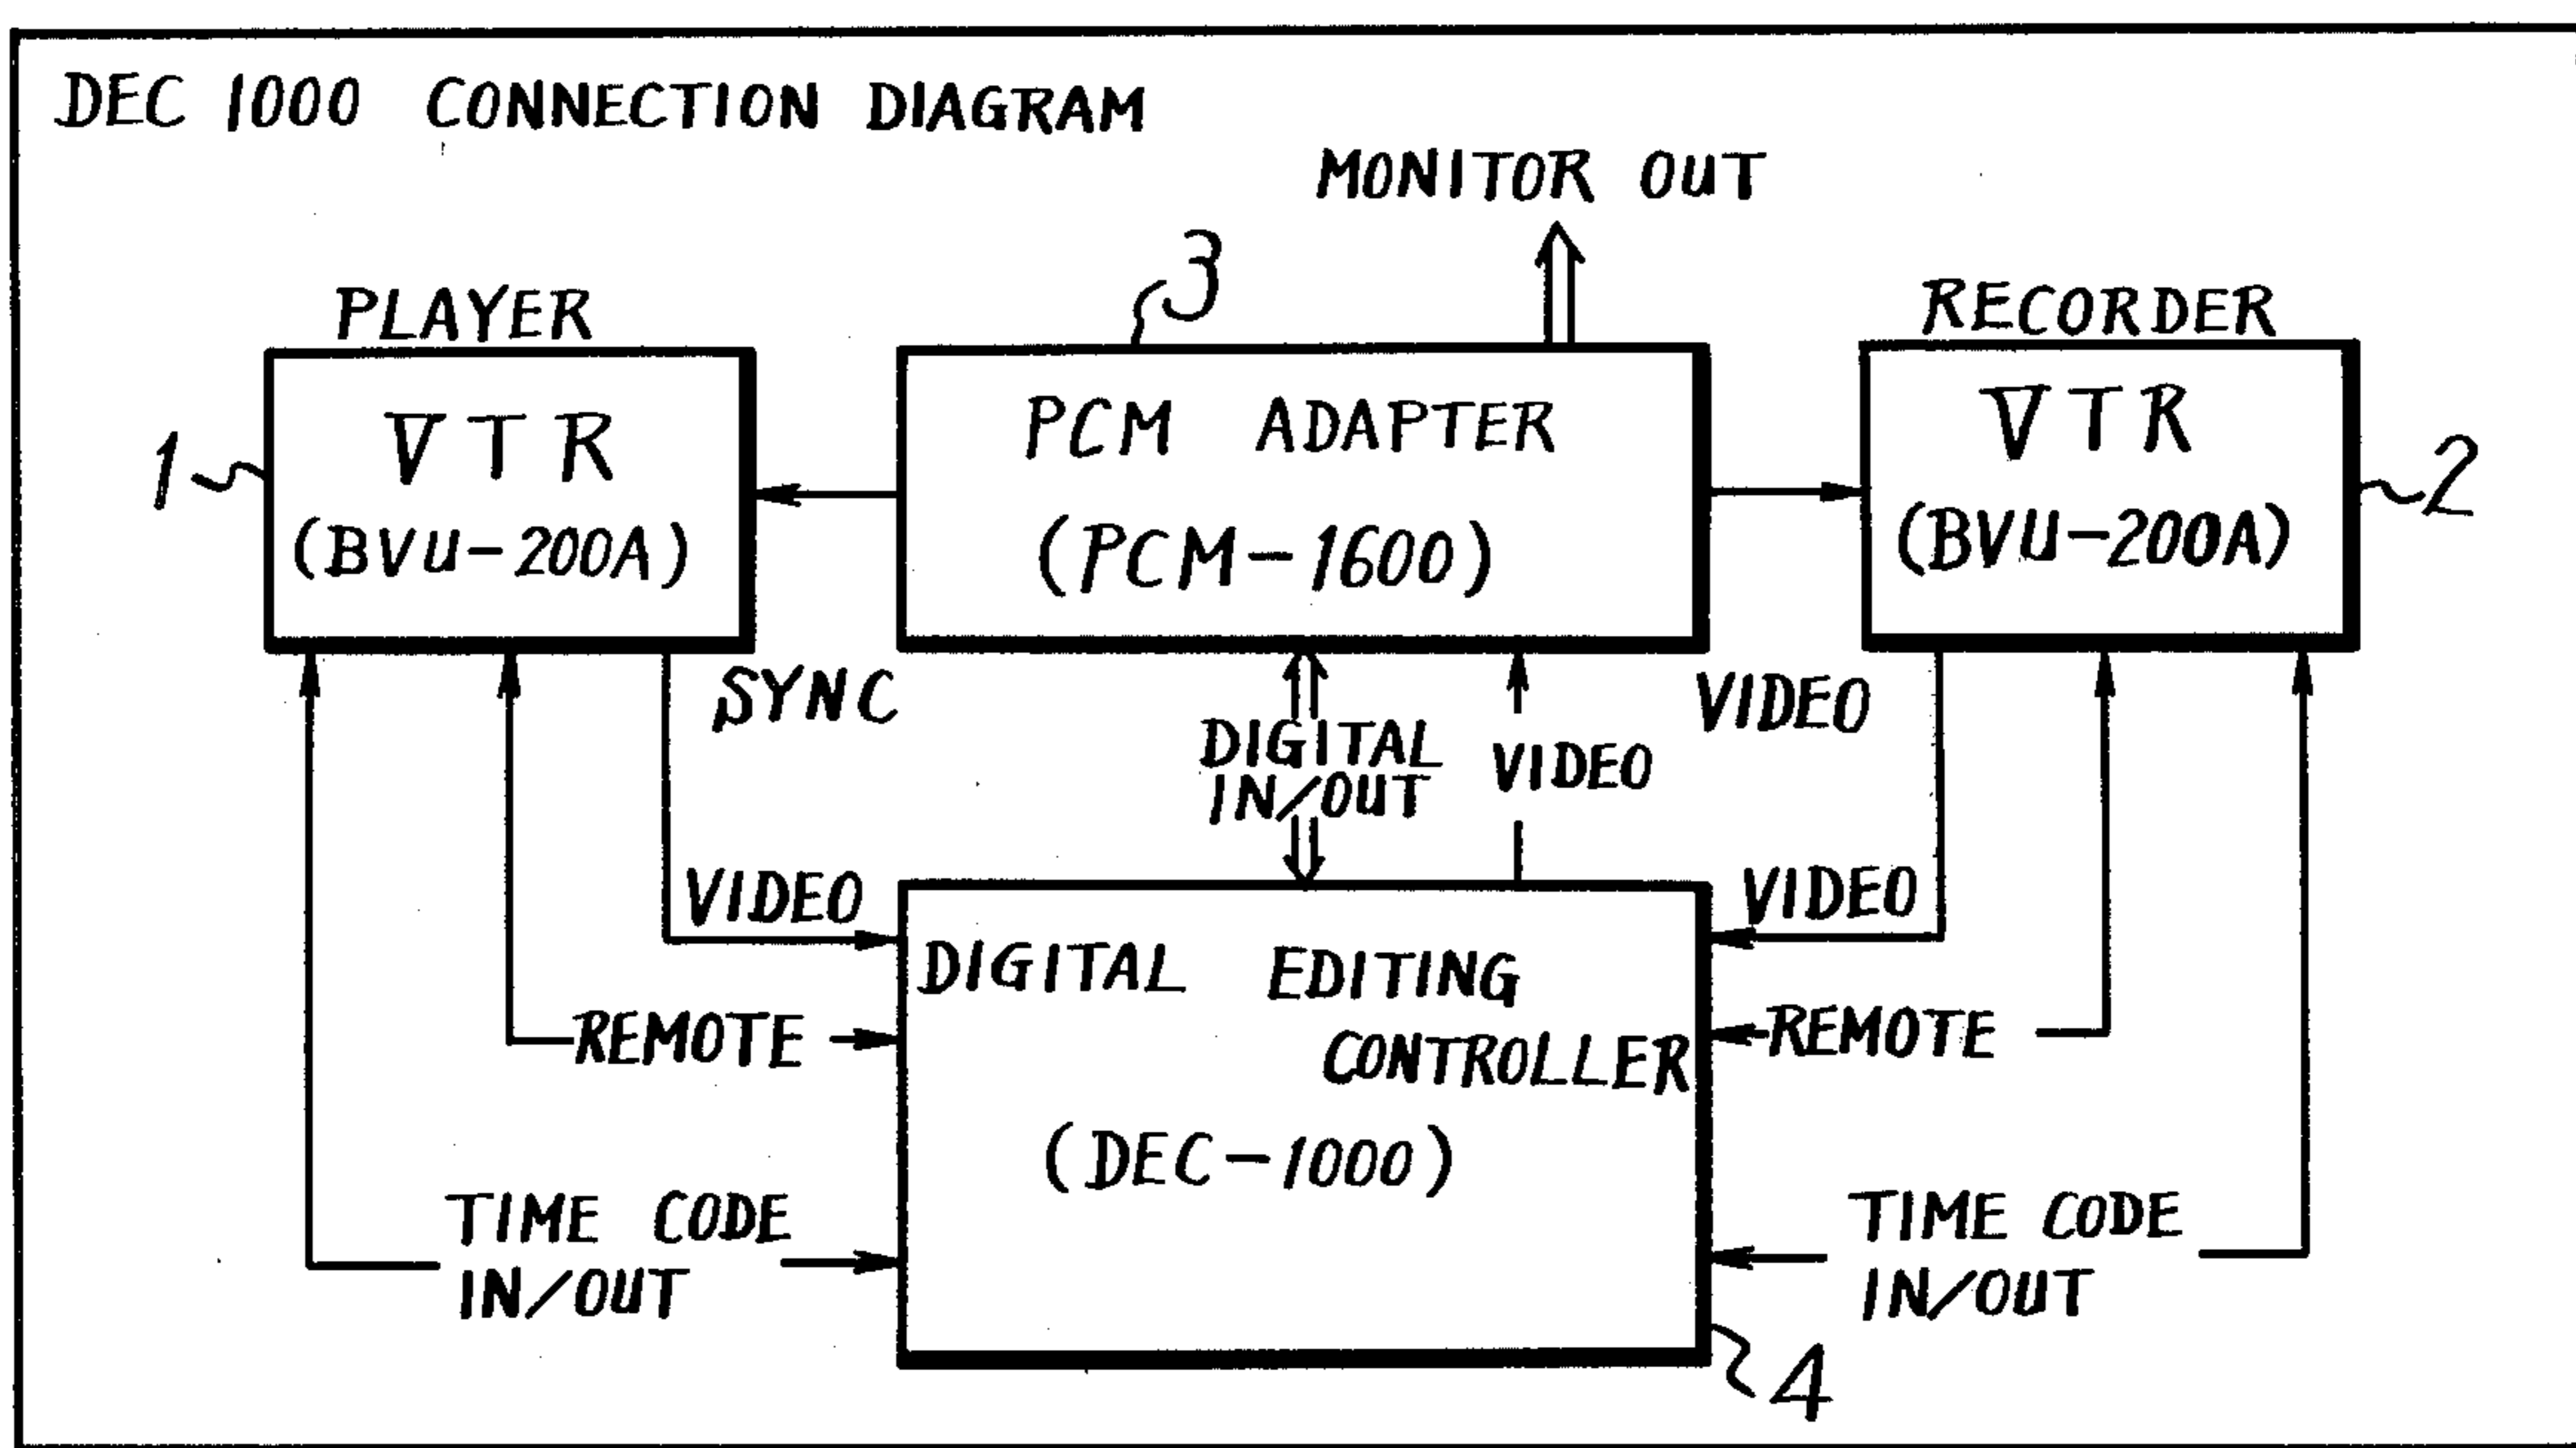 DEC 1000 CONNECTION DIAGRAM
MONITOR OUT
3
PLAYER
RECORDER
VTR
(BVU-200A)
1
PCM ADAPTER
(PCM-1600)
VTR
(BVU-200A)
2
SYNC
VIDEO
DIGITAL
IN/OUT
VIDEO
VIDEO
VIDEO
DIGITAL EDITING
CONTROLLER
(DEC-1000)
REMOTE
REMOTE
TIME CODE
IN/OUT
TIME CODE
IN/OUT
4